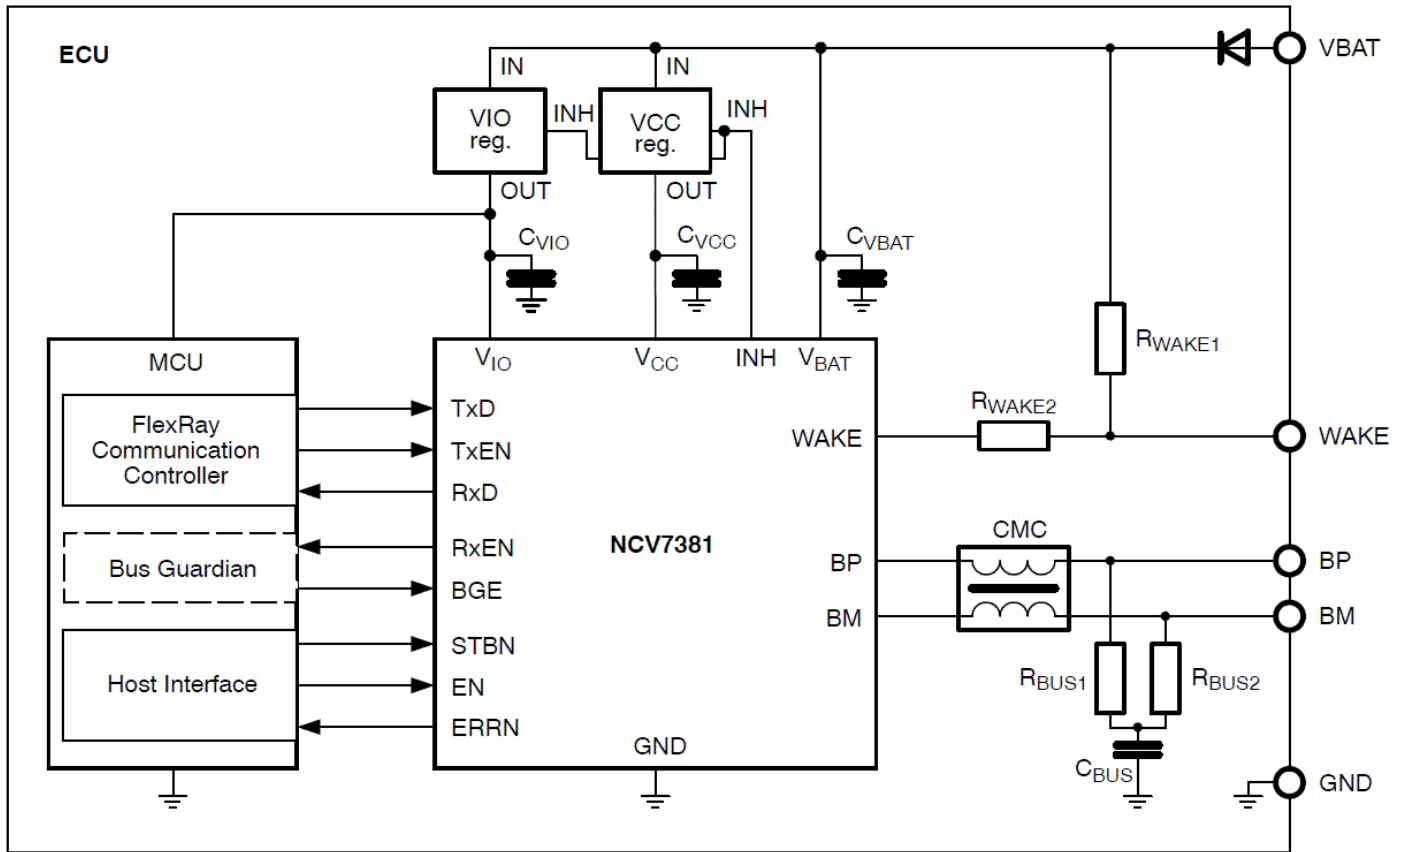 ECU
VBAT
IN
IN
VIO
reg.
INH
VCC
reg.
INH
OUT
OUT
CVIO
CVCC
CVBAT
RWAKE1
MCU
VIO
VCC
INH
VBAT
FlexRay
Communication
Controller
TxD
TxEN
RxD
WAKE
RWAKE2
WAKE
Bus Guardian
RxEN
BGE
NCV7381
BP
BM
CMC
BP
BM
Host Interface
STBN
EN
ERRN
GND
RBUS1
RBUS2
CBUS
GND